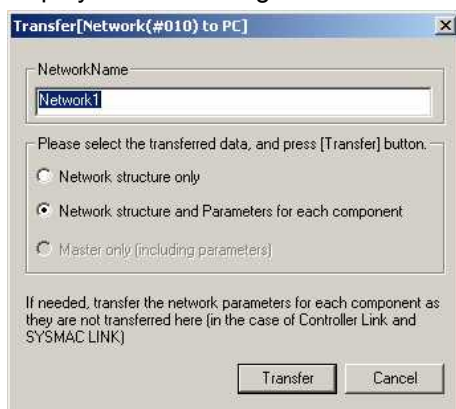 Transfer[Network(#010) to PC]
NetworkName
Network1
Please select the transferred data, and press [Transfer] button.
Network structure only
Network structure and Parameters for each component
Master only (including parameters)
If needed, transfer the network parameters for each component as
they are not transferred here (in the case of Controller Link and
SYSMAC LINK)
Transfer Cancel